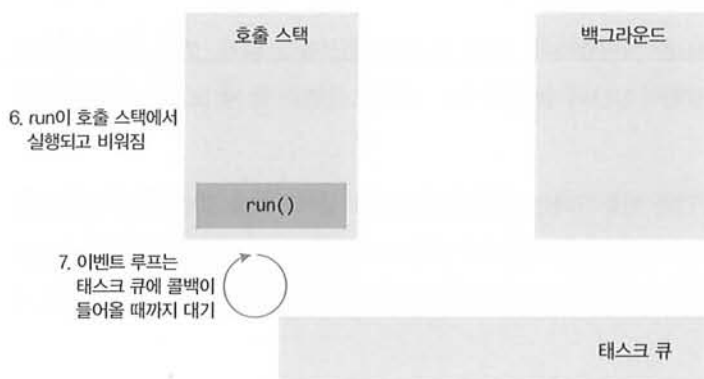 호출 스택
백그라운드
6. run이 호출 스택에서
실행되고 비워짐
run()
7. 이벤트 루프는
태스크 큐에 콜백이
들어올 때까지 대기
태스크 큐